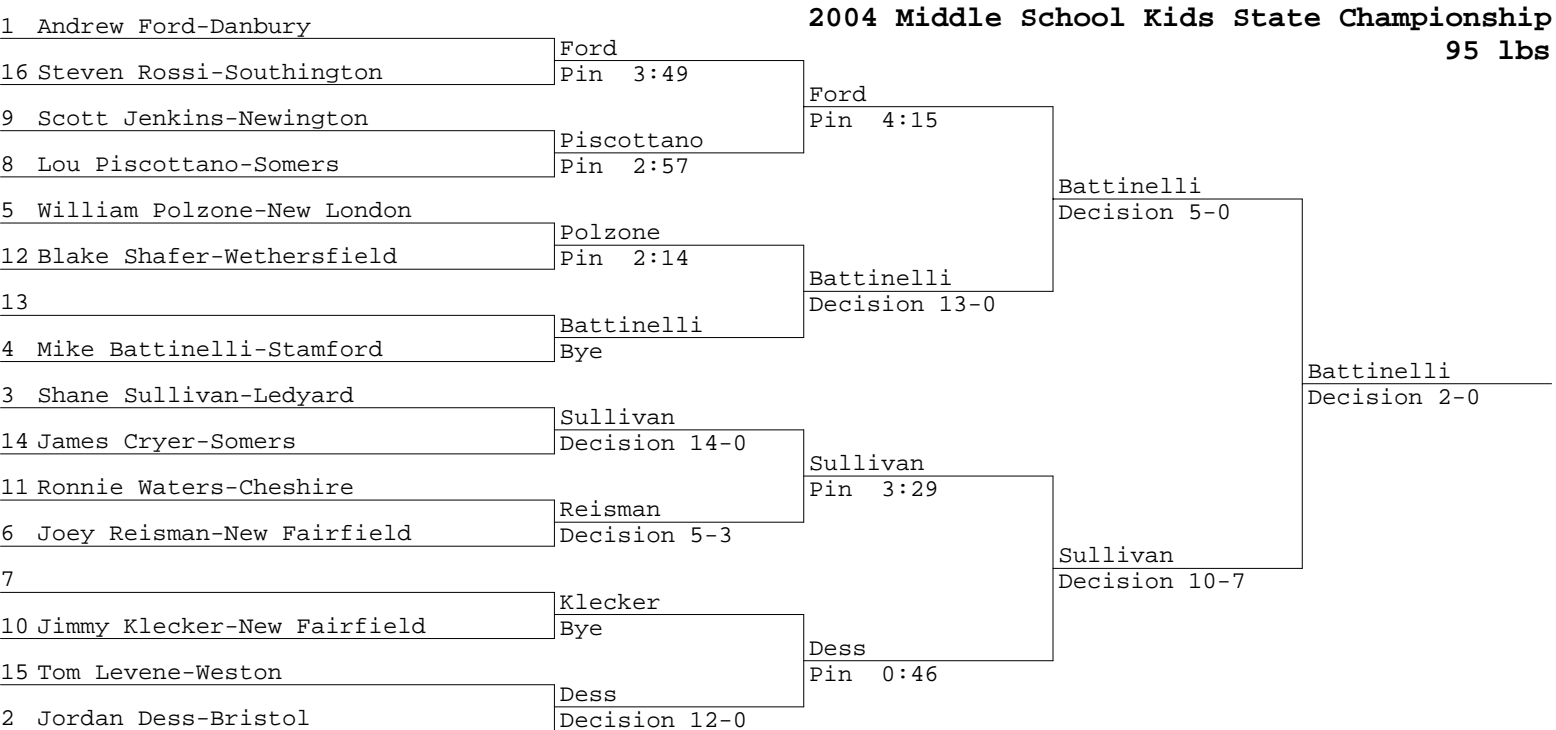 2004 Middle School Kids State Championship
95 lbs
1 Andrew Ford-Danbury
16 Steven Rossi-Southington
9 Scott Jenkins-Newington
8 Lou Piscottano-Somers
5 William Polzone-New London
12 Blake Shafer-Wethersfield
13
4 Mike Battinelli-Stamford
3 Shane Sullivan-Ledyard
14 James Cryer-Somers
11 Ronnie Waters-Cheshire
6 Joey Reisman-New Fairfield
7
10 Jimmy Klecker-New Fairfield
15 Tom Levene-Weston
2 Jordan Dess-Bristol
Ford
Pin 3:49
Piscottano
Pin 2:57
Polzone
Pin 2:14
Battinelli
Bye
Sullivan
Decision 14-0
Reisman
Decision 5-3
Klecker
Bye
Dess
Decision 12-0
Ford
Pin 4:15
Battinelli
Decision 13-0
Sullivan
Pin 3:29
Dess
Pin 0:46
Battinelli
Decision 5-0
Sullivan
Decision 10-7
Battinelli
Decision 2-0